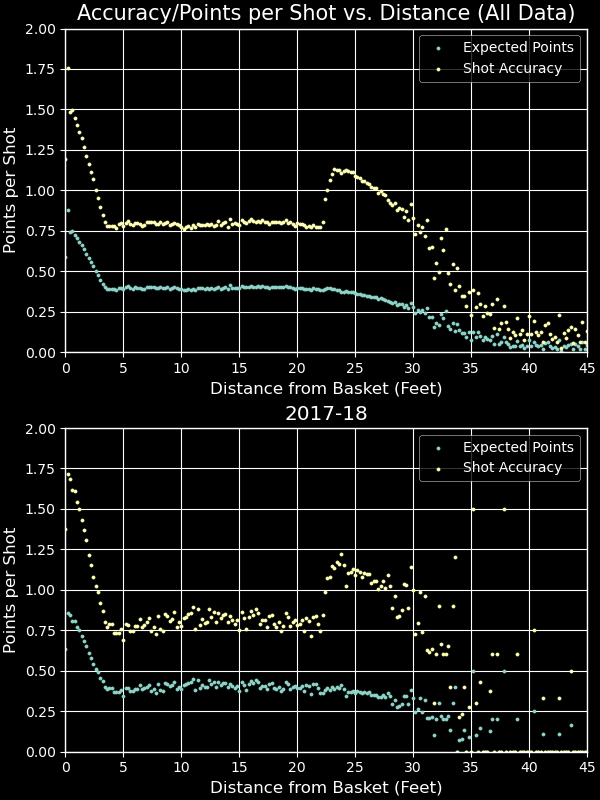 Accuracy/Points per Shot vs. Distance (All Data)
2.00
1.75
1.50
1.25
1.00
0.75
0.50
0.25
0.00
Points per Shot
Expected Points
Shot Accuracy
0 5 10 15 20 25 30 35 40 45
Distance from Basket (Feet)
2017-18
2.00
1.75
1.50
1.25
1.00
0.75
0.50
0.25
0.00
Points per Shot
Expected Points
Shot Accuracy
0 5 10 15 20 25 30 35 40 45
Distance from Basket (Feet)